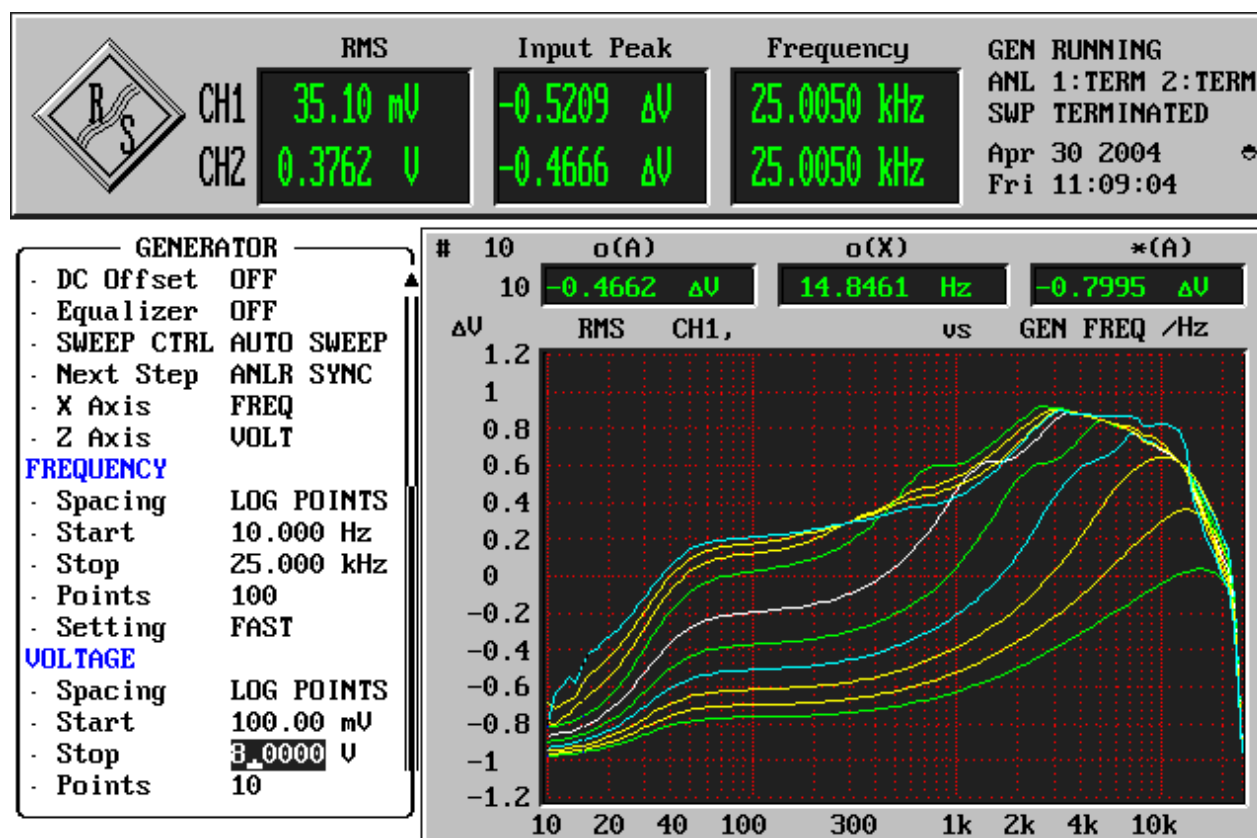 RMS Input Peak Frequency
CH1 35.10 mV -0.5209 ΔV 25.0050 kHz
CH2 0.3762 V -0.4666 ΔV 25.0050 kHz
R S
GEN RUNNING
ANL 1:TERM 2:TERM
SWP TERMINATED
Apr 30 2004
Fri 11:09:04
GENERATOR
- DC Offset OFF
- Equalizer OFF
- SWEEP CTRL AUTO SWEEP
- Next Step ANLR SYNC
- X Axis FREQ
- Z Axis VOLT
FREQUENCY
- Spacing LOG POINTS
- Start 10.000 Hz
- Stop 25.000 kHz
- Points 100
- Setting FAST
VOLTAGE
- Spacing LOG POINTS
- Start 100.00 mV
- Stop 8.0000 V
- Points 10
# 10 o(A) o(X) *(A)
10 -0.4662 ΔV 14.8461 Hz -0.7995 ΔV
ΔV RMS CH1, vs GEN FREQ /Hz
1.2
1
0.8
0.6
0.4
0.2
0
-0.2
-0.4
-0.6
-0.8
-1
-1.2
10 20 40 100 300 1k 2k 4k 10k